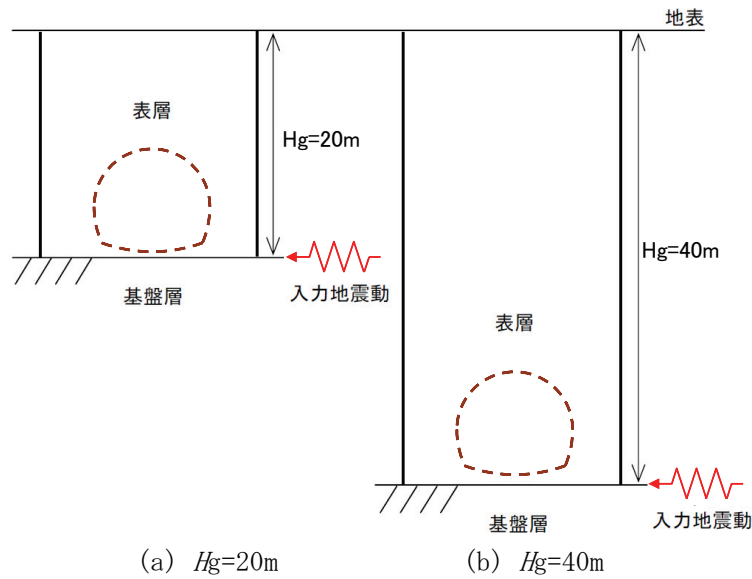 地表
表層
Hg=20m
基盤層
入力地震動
Hg=40m
表層
基盤層
入力地震動
(a) Hg=20m
(b) Hg=40m